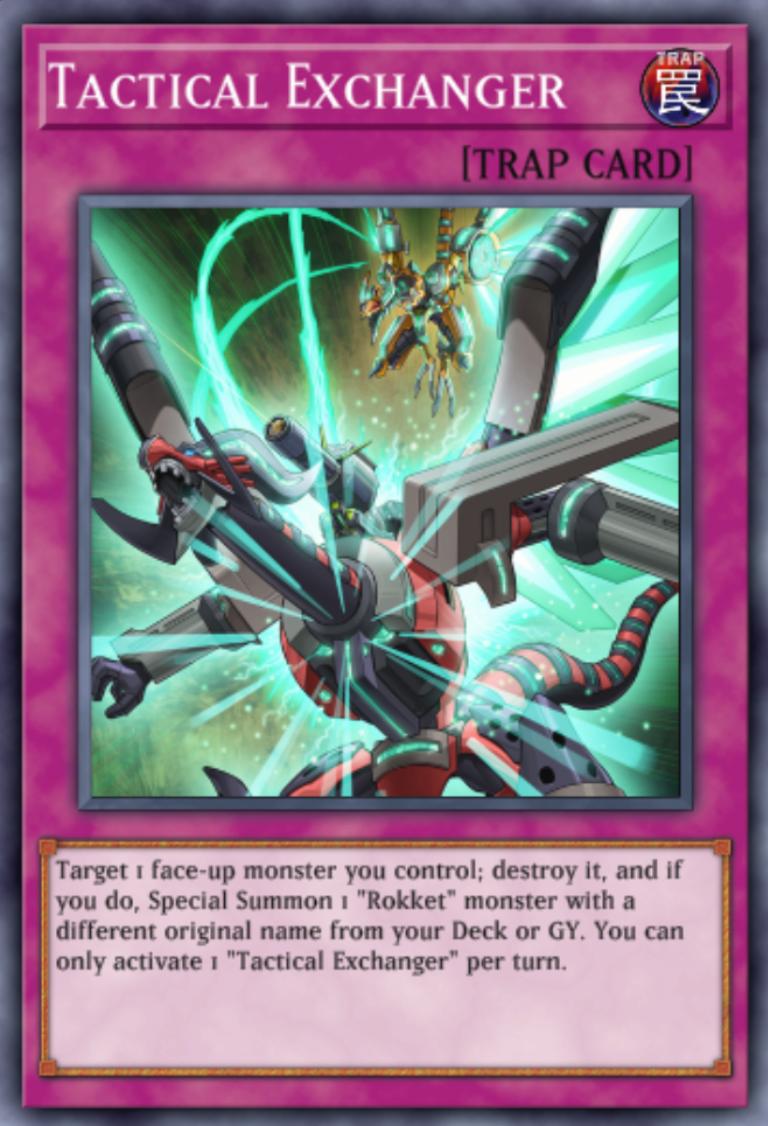 TACTICAL EXCHANGER
TRAP
罠
[TRAP CARD]
Target 1 face-up monster you control; destroy it, and if
you do, Special Summon 1 "Rokket" monster with a
different original name from your Deck or GY. You can
only activate 1 "Tactical Exchanger" per turn.